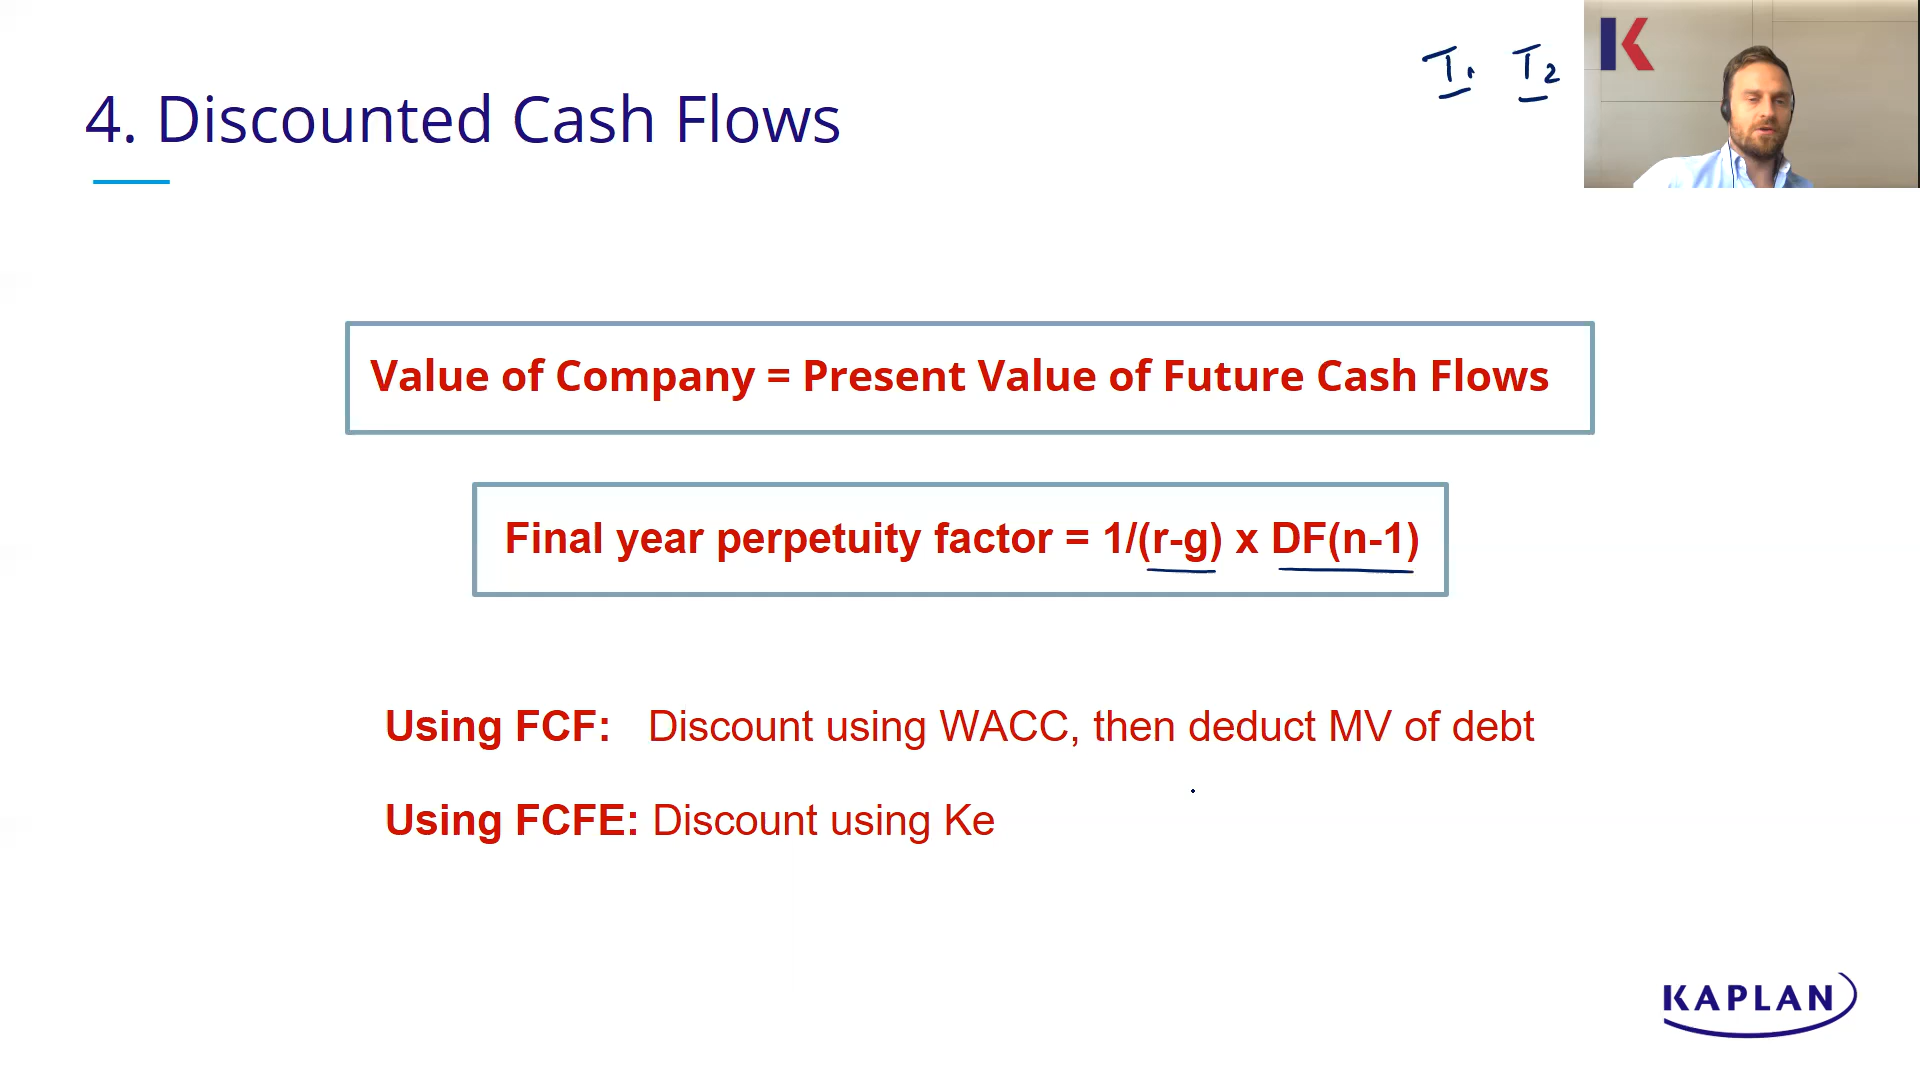 T1 T2
K
4. Discounted Cash Flows
Value of Company = Present Value of Future Cash Flows
Final year perpetuity factor = 1/(r-g) x DF(n-1)
Using FCF: Discount using WACC, then deduct MV of debt
Using FCFE: Discount using Ke
KAPLAN